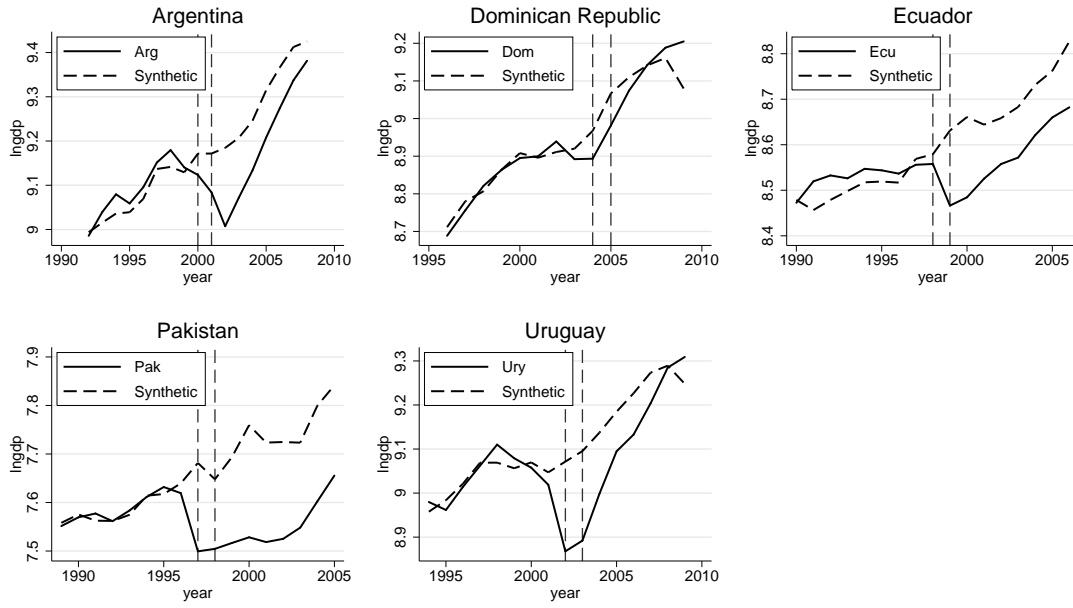 Argentina
Arg
Synthetic
lngdp
9 9.1 9.2 9.3 9.4
1990 1995 2000 2005 2010
year
Dominican Republic
Dom
Synthetic
lngdp
8.7 8.8 8.9 9 9.1 9.2
1995 2000 2005 2010
year
Ecuador
Ecu
Synthetic
lngdp
8.4 8.5 8.6 8.7 8.8
1990 1995 2000 2005
year
Pakistan
Pak
Synthetic
lngdp
7.5 7.6 7.7 7.8 7.9
1990 1995 2000 2005
year
Uruguay
Ury
Synthetic
lngdp
8.9 9 9.1 9.2 9.3
1995 2000 2005 2010
year